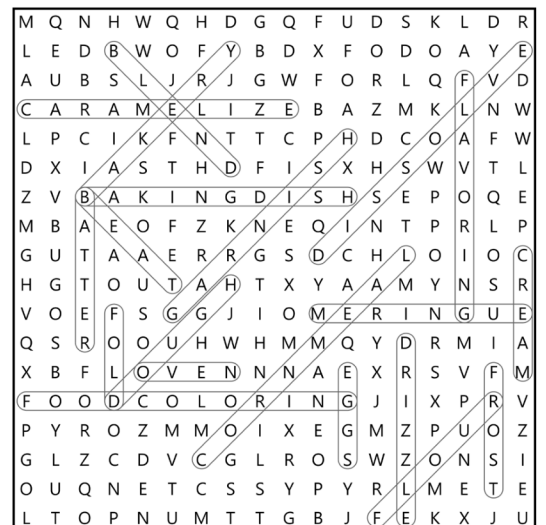 M Q N H W Q H D G Q F U D S K L D R
L E D B W O F Y B D X F O D O A Y E
A U B S L J R J G W F O R L Q F V D
C A R A M E L I Z E B A Z M K L N W
L P C I K F N T T C P H D C O A F W
D X I A S T H D F I S X H S W V T L
Z V B A K I N G D I S H S E P O Q E
M B A E O F Z K N E Q I N T P R L P
G U T A A E R R G S D C H L O I O C
H G T O U T A H T X Y A A M Y N S R
V O E F S G G J I O M E R I N G U E
Q S R O O U H W H M M Q Y D R M I A
X B F L O V E N N N A E X R S V F M
F O O D C O L O R I N G J I X P R V
P Y R O Z M M O I X E G M Z P U O Z
G L Z C D V C G L R O S W Z O N S I
O U Q N E T C S S Y P Y R L M E T E
L T O P N U M T T G B J F E K X J U